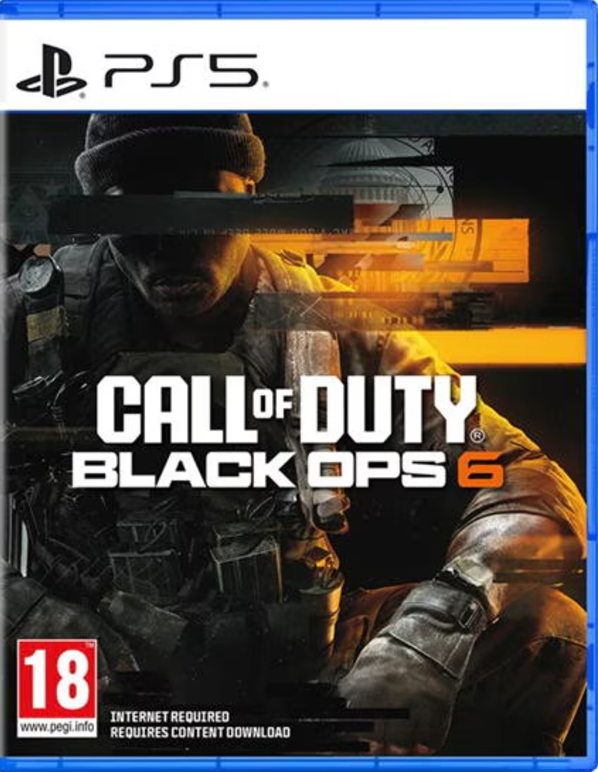 PS5
CALL OF DUTY®
BLACK OPS 6
18
www.pegi.info
INTERNET REQUIRED
REQUIRES CONTENT DOWNLOAD